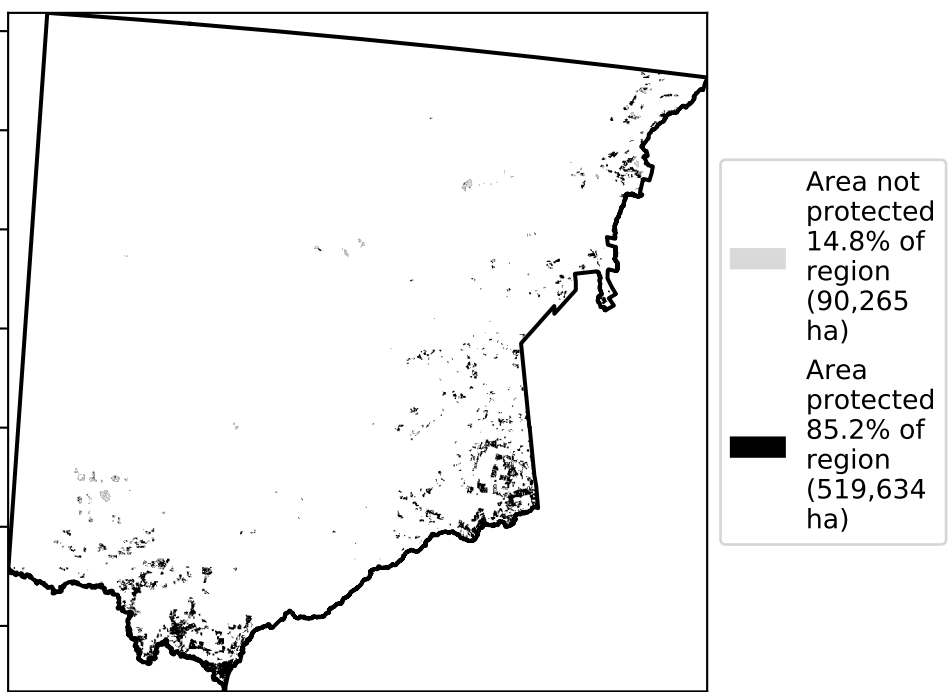 Area not
protected
14.8% of
region
(90,265
ha)
Area
protected
85.2% of
region
(519,634
ha)